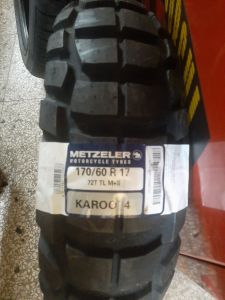 METZELER
MOTORCYCLE TYRES
170/60 R 17
72T TL M+S
KAROO 4